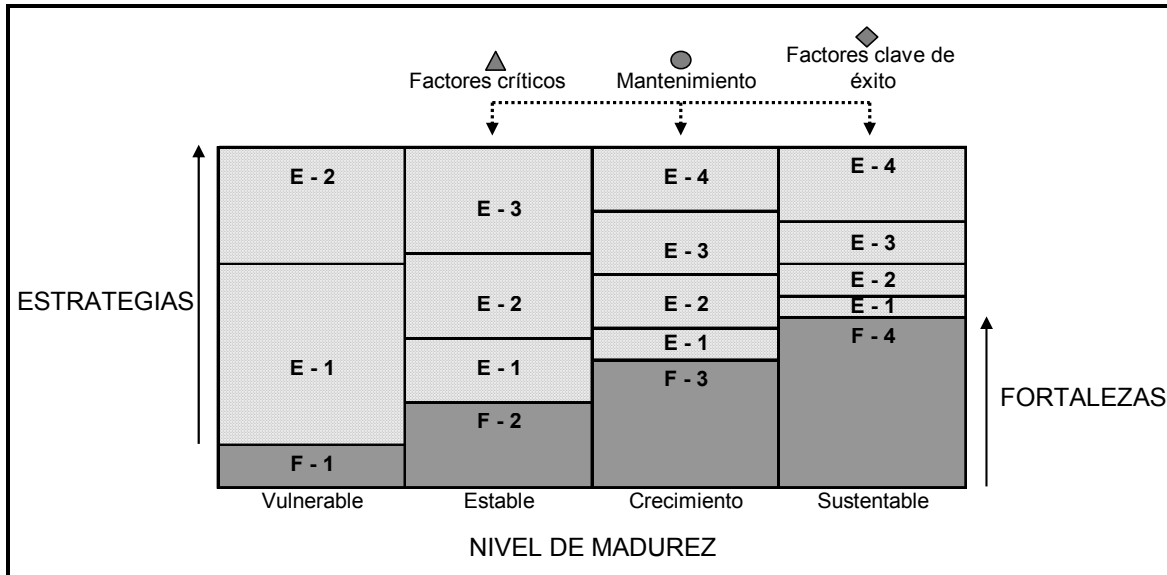 Factores críticos
Mantenimiento
Factores clave de
éxito
ESTRATEGIAS
E - 2
E - 1
F - 1
E - 3
E - 2
E - 1
F - 2
E - 4
E - 3
E - 2
E - 1
F - 3
E - 4
E - 3
E - 2
E - 1
F - 4
FORTALEZAS
Vulnerable
Estable
Crecimiento
Sustentable
NIVEL DE MADUREZ